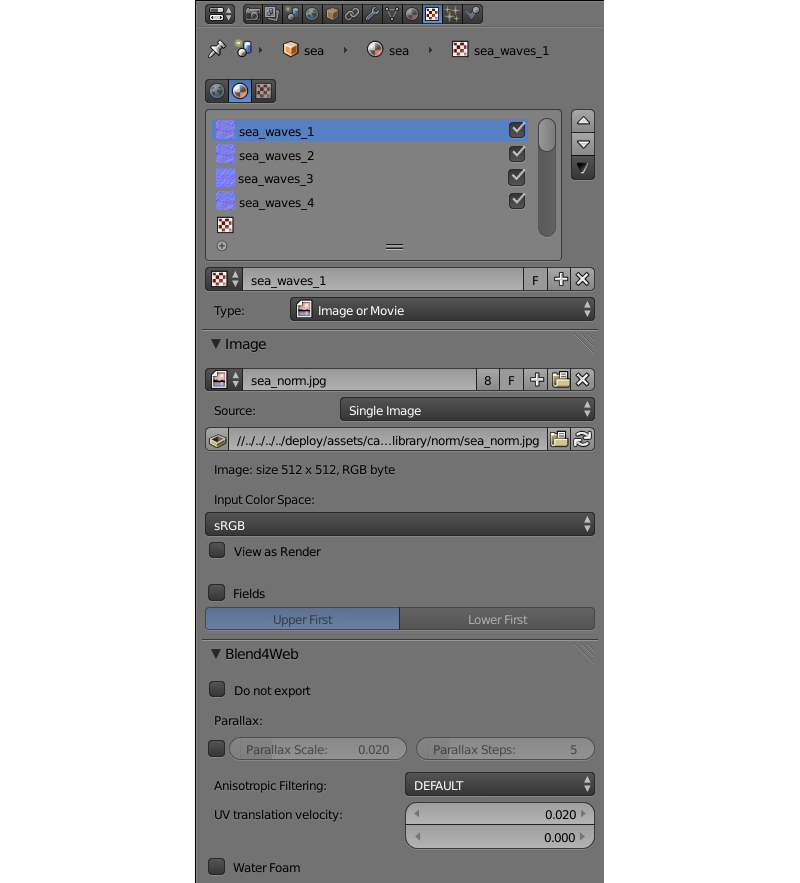 sea sea sea_waves_1
sea_waves_1
sea_waves_2
sea_waves_3
sea_waves_4
sea_waves_1 F
Type: Image or Movie
Image
sea_norm.jpg 8 F
Source: Single Image
//../../../../deploy/assets/ca...library/norm/sea_norm.jpg
Image: size 512 x 512, RGB byte
Input Color Space:
sRGB
View as Render
Fields
Upper First Lower First
Blend4Web
Do not export
Parallax:
Parallax Scale: 0.020 Parallax Steps: 5
Anisotropic Filtering: DEFAULT
UV translation velocity: 0.020
0.000
Water Foam